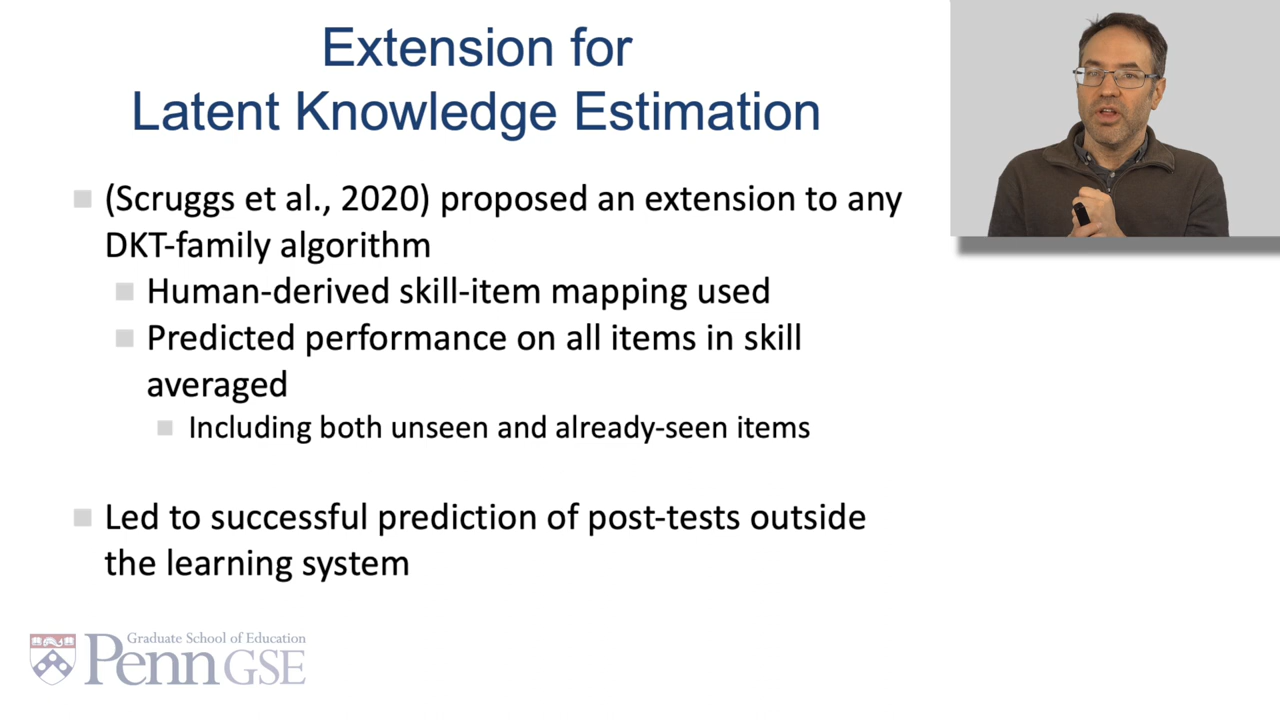 Extension for
Latent Knowledge Estimation
(Scruggs et al., 2020) proposed an extension to any
DKT-family algorithm
Human-derived skill-item mapping used
Predicted performance on all items in skill
averaged
Including both unseen and already-seen items
Led to successful prediction of post-tests outside
the learning system
Graduate School of Education
Penn GSE